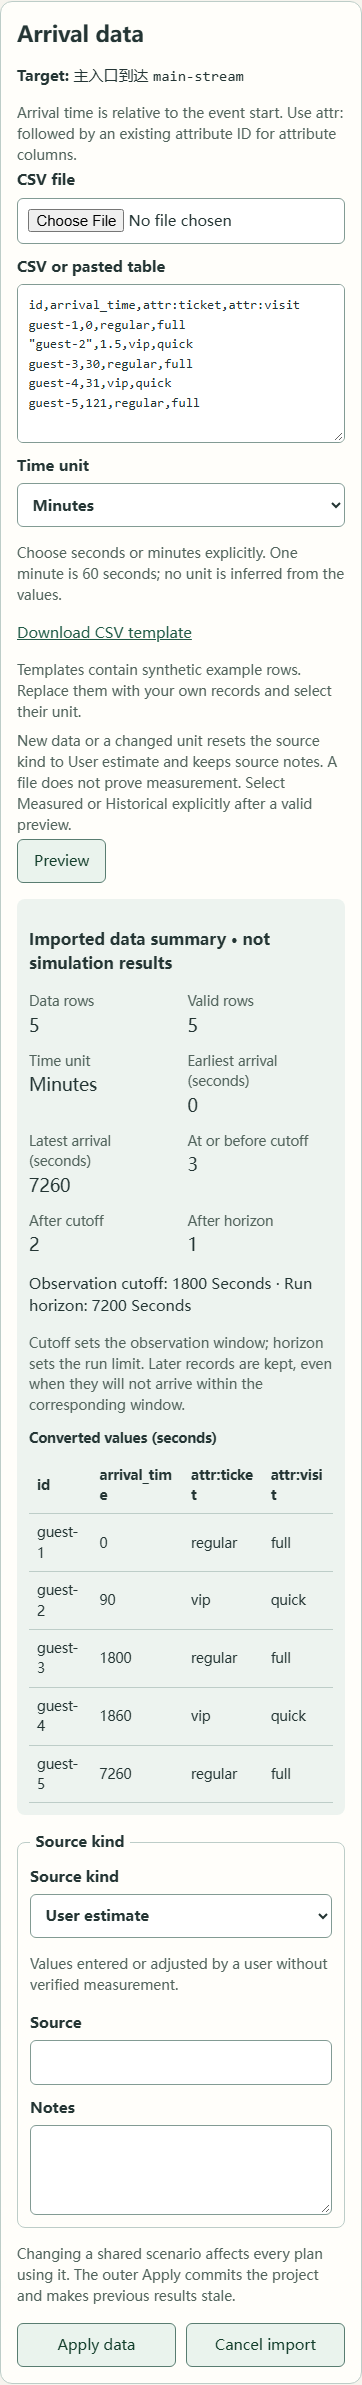 Arrival data
Target: 主入口到达 main-stream
Arrival time is relative to the event start. Use attr:
followed by an existing attribute ID for attribute
columns.
CSV file
Choose File No file chosen
CSV or pasted table
id,arrival_time,attr:ticket,attr:visit
guest-1,0,regular,full
"guest-2",1.5,vip,quick
guest-3,30,regular,full
guest-4,31,vip,quick
guest-5,121,regular,full
Time unit
Minutes
Choose seconds or minutes explicitly. One
minute is 60 seconds; no unit is inferred from the
values.
Download CSV template
Templates contain synthetic example rows.
Replace them with your own records and select
their unit.
New data or a changed unit resets the source
kind to User estimate and keeps source notes. A
file does not prove measurement. Select
Measured or Historical explicitly after a valid
preview.
Preview
Imported data summary • not
simulation results
Data rows Valid rows
5 5
Time unit Earliest arrival
Minutes (seconds)
0
Latest arrival At or before cutoff
(seconds) 3
7260
After cutoff After horizon
2 1
Observation cutoff: 1800 Seconds · Run
horizon: 7200 Seconds
Cutoff sets the observation window; horizon
sets the run limit. Later records are kept, even
when they will not arrive within the
corresponding window.
Converted values (seconds)
id arrival_tim attr:ticke attr:visi
e t t
guest-
1 0 regular full
guest-
2 90 vip quick
guest-
3 1800 regular full
guest-
4 1860 vip quick
guest-
5 7260 regular full
Source kind
Source kind
User estimate
Values entered or adjusted by a user without
verified measurement.
Source
Notes
Changing a shared scenario affects every plan
using it. The outer Apply commits the project
and makes previous results stale.
Apply data Cancel import